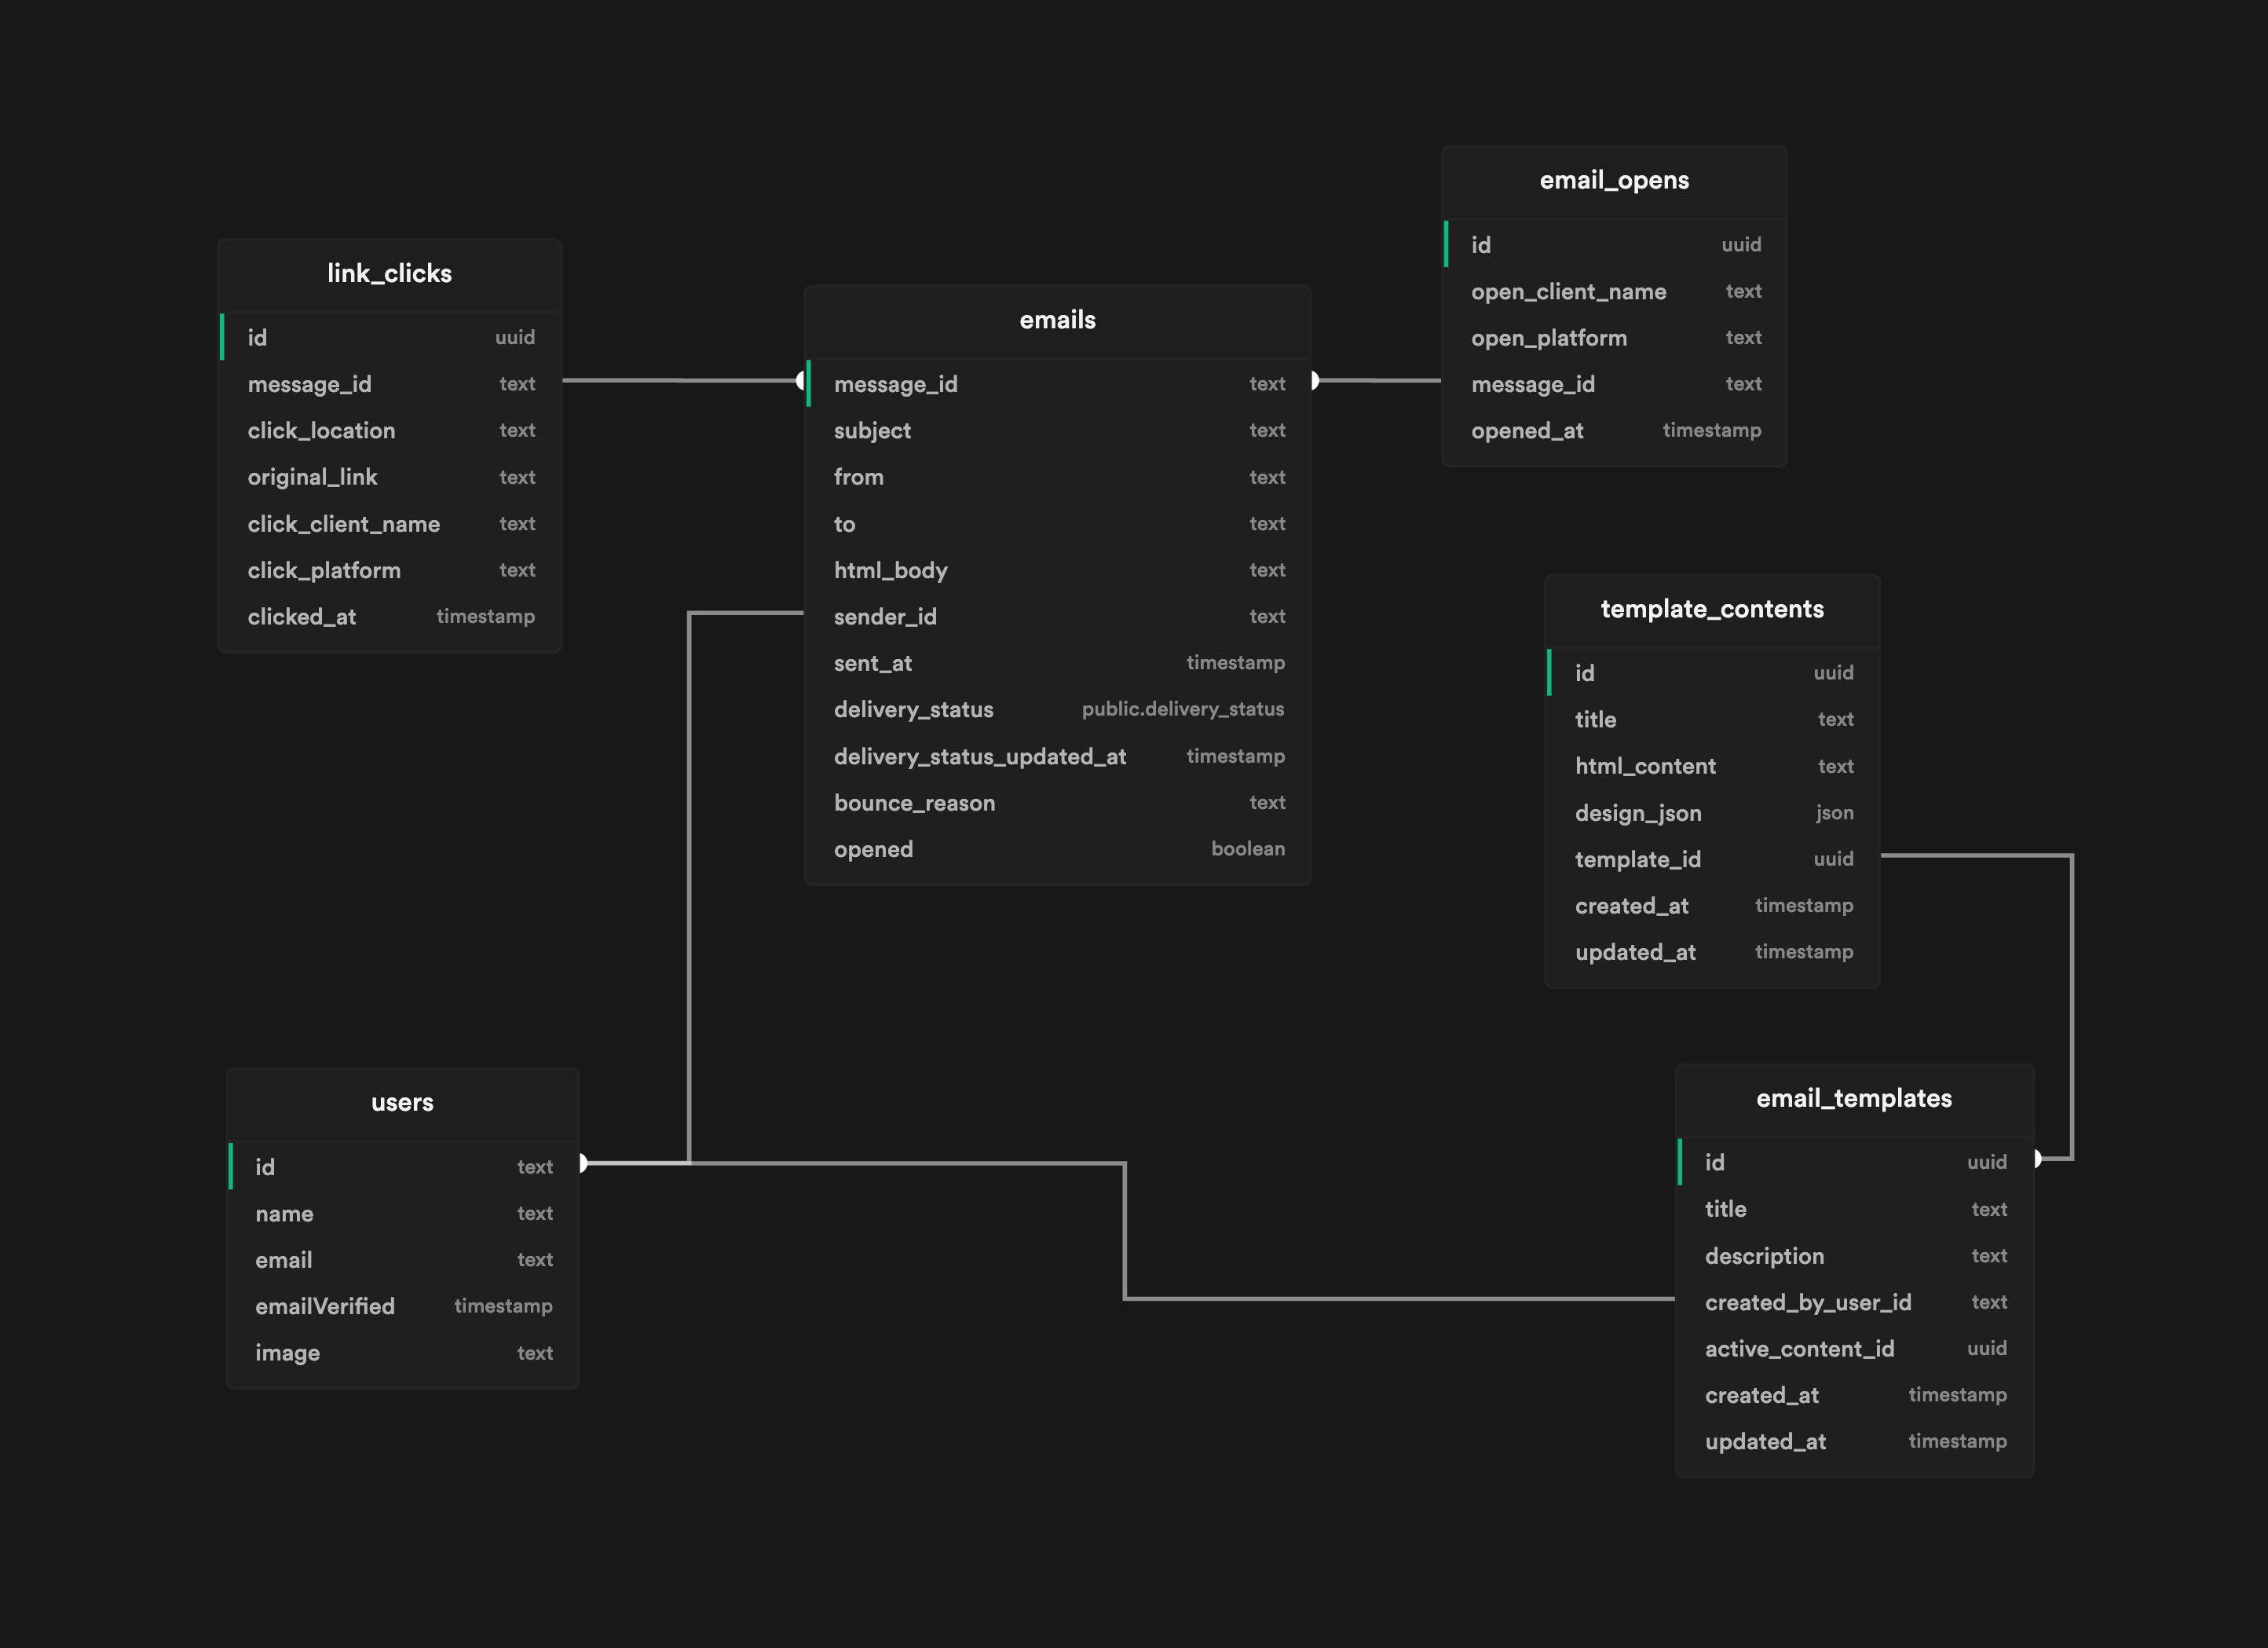 link_clicks
id uuid
message_id text
click_location text
original_link text
click_client_name text
click_platform text
clicked_at timestamp
emails
message_id text
subject text
from text
to text
html_body text
sender_id text
sent_at timestamp
delivery_status public.delivery_status
delivery_status_updated_at timestamp
bounce_reason text
opened boolean
email_opens
id uuid
open_client_name text
open_platform text
message_id text
opened_at timestamp
template_contents
id uuid
title text
html_content text
design_json json
template_id uuid
created_at timestamp
updated_at timestamp
users
id text
name text
email text
emailVerified timestamp
image text
email_templates
id uuid
title text
description text
created_by_user_id text
active_content_id uuid
created_at timestamp
updated_at timestamp